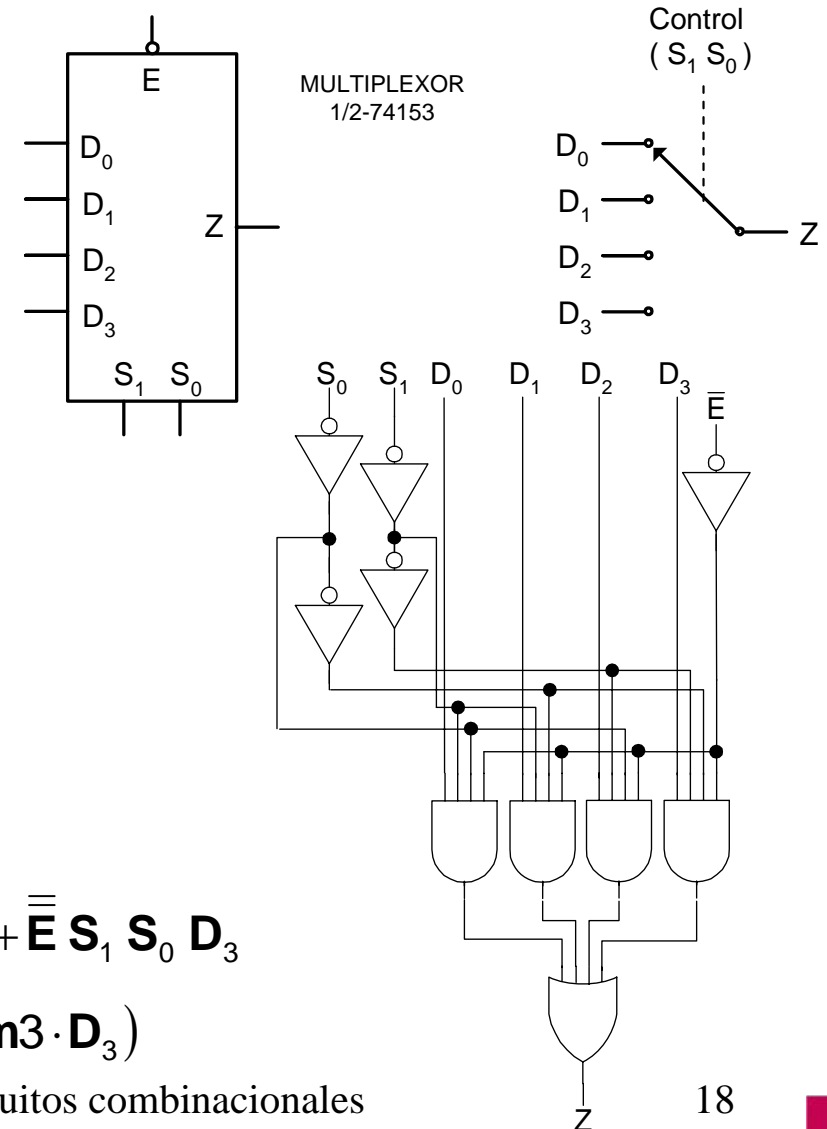 E
D₀
D₁
D₂
D₃
Z
S₁ S₀
MULTIPLEXOR
1/2-74153
Control
( S₁ S₀ )
D₀
D₁
D₂
D₃
Z
S₀ S₁ D₀ D₁ D₂ D₃ E̅
+ E̿ S₁ S₀ D₃
m3 · D₃)
uitos combinacionales 18
Z